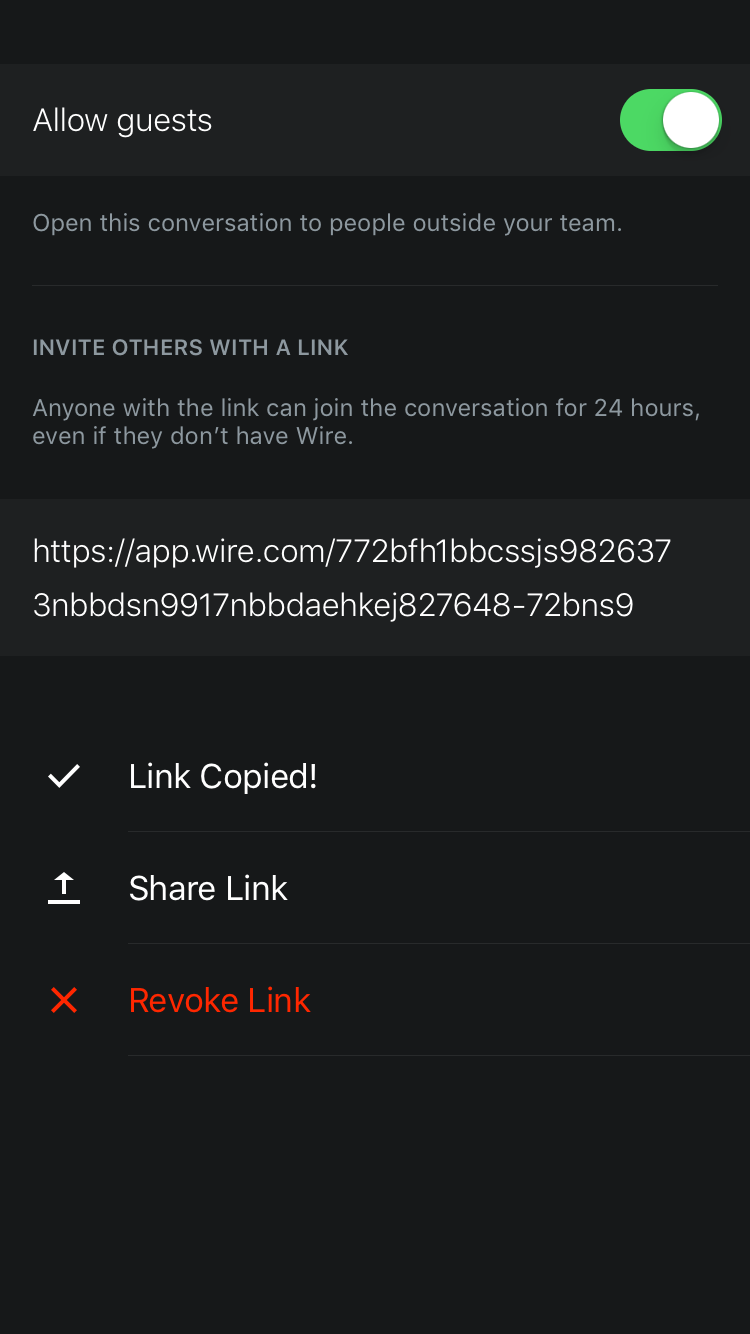 Allow guests
Open this conversation to people outside your team.
INVITE OTHERS WITH A LINK
Anyone with the link can join the conversation for 24 hours,
even if they don’t have Wire.
https://app.wire.com/772bfh1bbcssjs982637
3nbbdsn9917nbbdaehkej827648-72bns9
Link Copied!
Share Link
Revoke Link